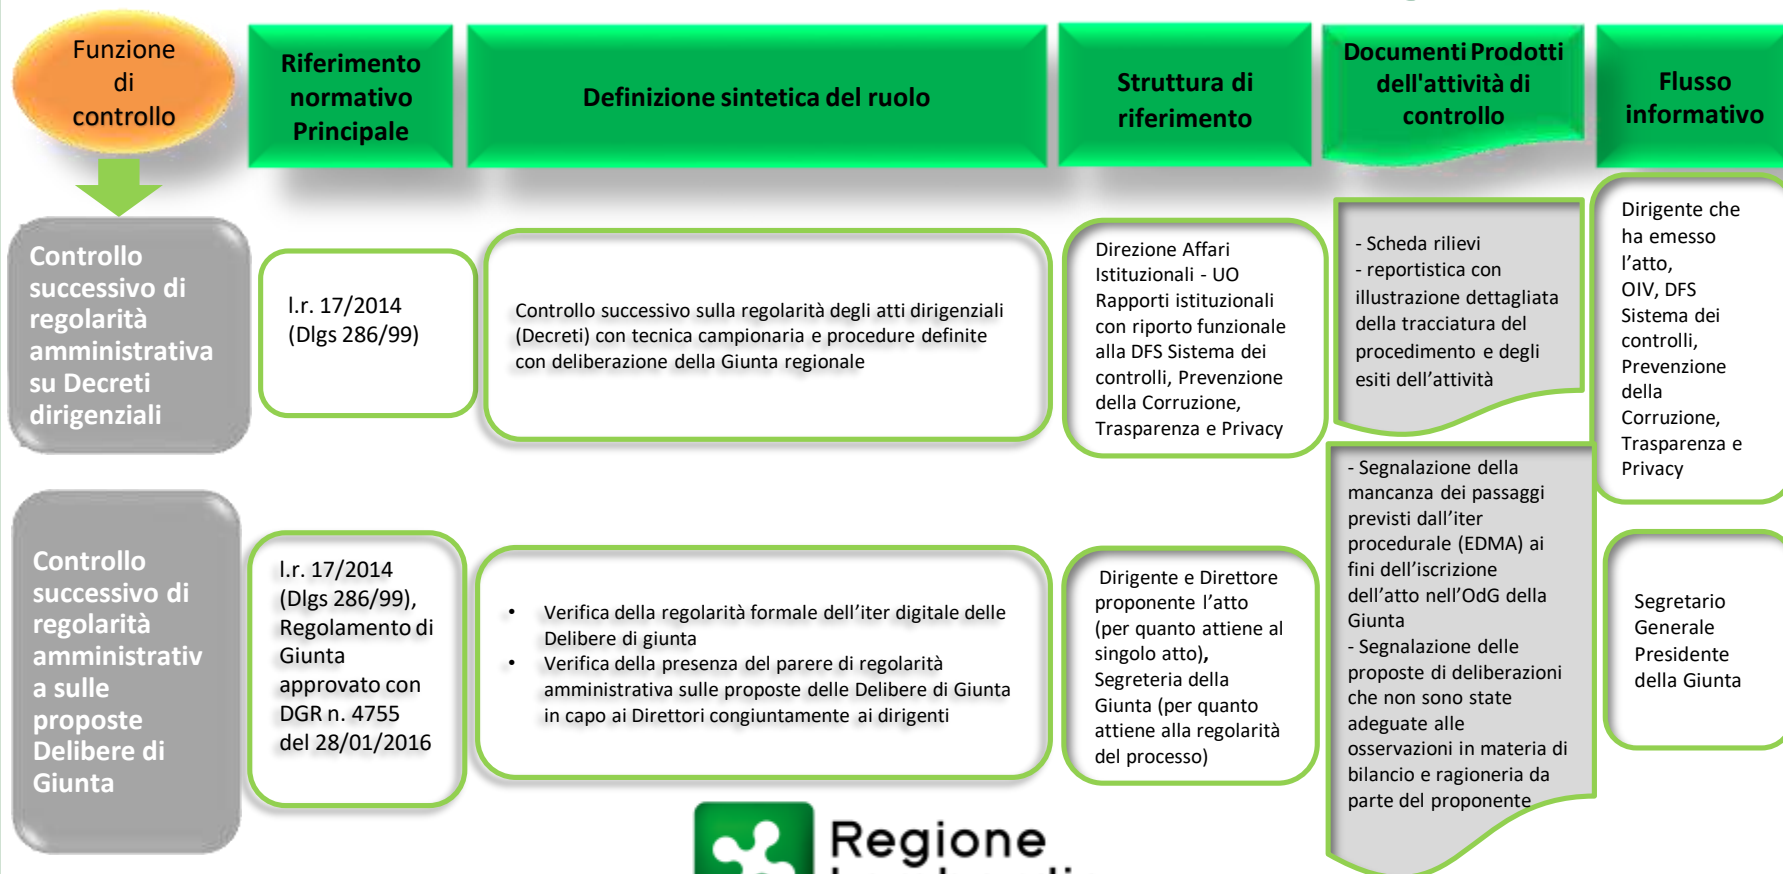 Funzione
di
controllo
Riferimento
normativo
Principale
Definizione sintetica del ruolo
Struttura di
riferimento
Documenti Prodotti
dell'attività di
controllo
Flusso
informativo
Controllo
successivo di
regolarità
amministrativa
su Decreti
dirigenziali
l.r. 17/2014
(Dlgs 286/99)
Controllo successivo sulla regolarità degli atti dirigenziali
(Decreti) con tecnica campionaria e procedure definite
con deliberazione della Giunta regionale
Direzione Affari
Istituzionali - UO
Rapporti istituzionali
con riporto funzionale
alla DFS Sistema dei
controlli, Prevenzione
della Corruzione,
Trasparenza e Privacy
- Scheda rilievi
- reportistica con
illustrazione dettagliata
della tracciatura del
procedimento e degli
esiti dell’attività
Dirigente che
ha emesso
l’atto,
OIV, DFS
Sistema dei
controlli,
Prevenzione
della
Corruzione,
Trasparenza e
Privacy
Controllo
successivo di
regolarità
amministrativ
a sulle
proposte
Delibere di
Giunta
l.r. 17/2014
(Dlgs 286/99),
Regolamento di
Giunta
approvato con
DGR n. 4755
del 28/01/2016
• Verifica della regolarità formale dell’iter digitale delle
Delibere di giunta
• Verifica della presenza del parere di regolarità
amministrativa sulle proposte delle Delibere di Giunta
in capo ai Direttori congiuntamente ai dirigenti
Dirigente e Direttore
proponente l’atto
(per quanto attiene al
singolo atto),
Segreteria della
Giunta (per quanto
attiene alla regolarità
del processo)
- Segnalazione della
mancanza dei passaggi
previsti dall’iter
procedurale (EDMA) ai
fini dell’iscrizione
dell’atto nell’OdG della
Giunta
- Segnalazione delle
proposte di deliberazioni
che non sono state
adeguate alle
osservazioni in materia di
bilancio e ragioneria da
parte del proponente
Segretario
Generale
Presidente
della Giunta
Regione